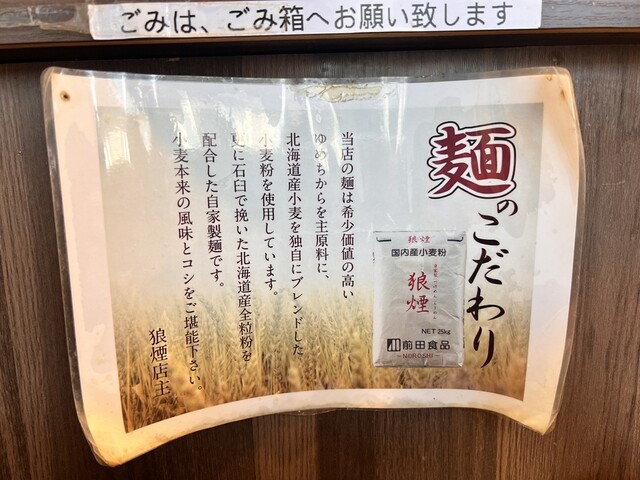 ごみは、ごみ箱へお願い致します
麺のこだわり
当店の麺は希少価値の高い
ゆめちからを主原料に、
北海道産小麦を独自にブレンドした
小麦粉を使用しています。
更に石臼で挽いた北海道産全粒粉を
配合した自家製麺です。
小麦本来の風味とコシをご堪能下さい。
狼煙店主
狼煙
国内産小麦粉
狼煙
NET 25kg
前田食品
-NOROSHI-